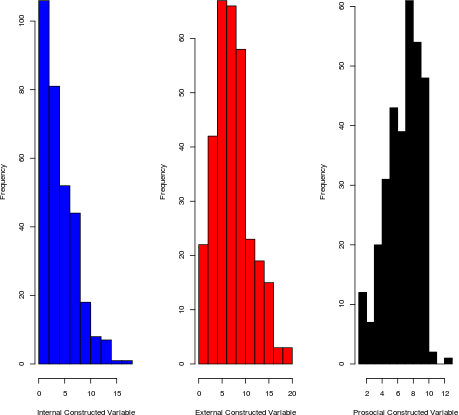 Frequency
0
20
40
60
80
100
0 5 10 15
Internal Constructed Variable
Frequency
0
10
20
30
40
50
60
0 5 10 15 20
External Constructed Variable
Frequency
0
10
20
30
40
50
60
2 4 6 8 10 12
Prosocial Constructed Variable